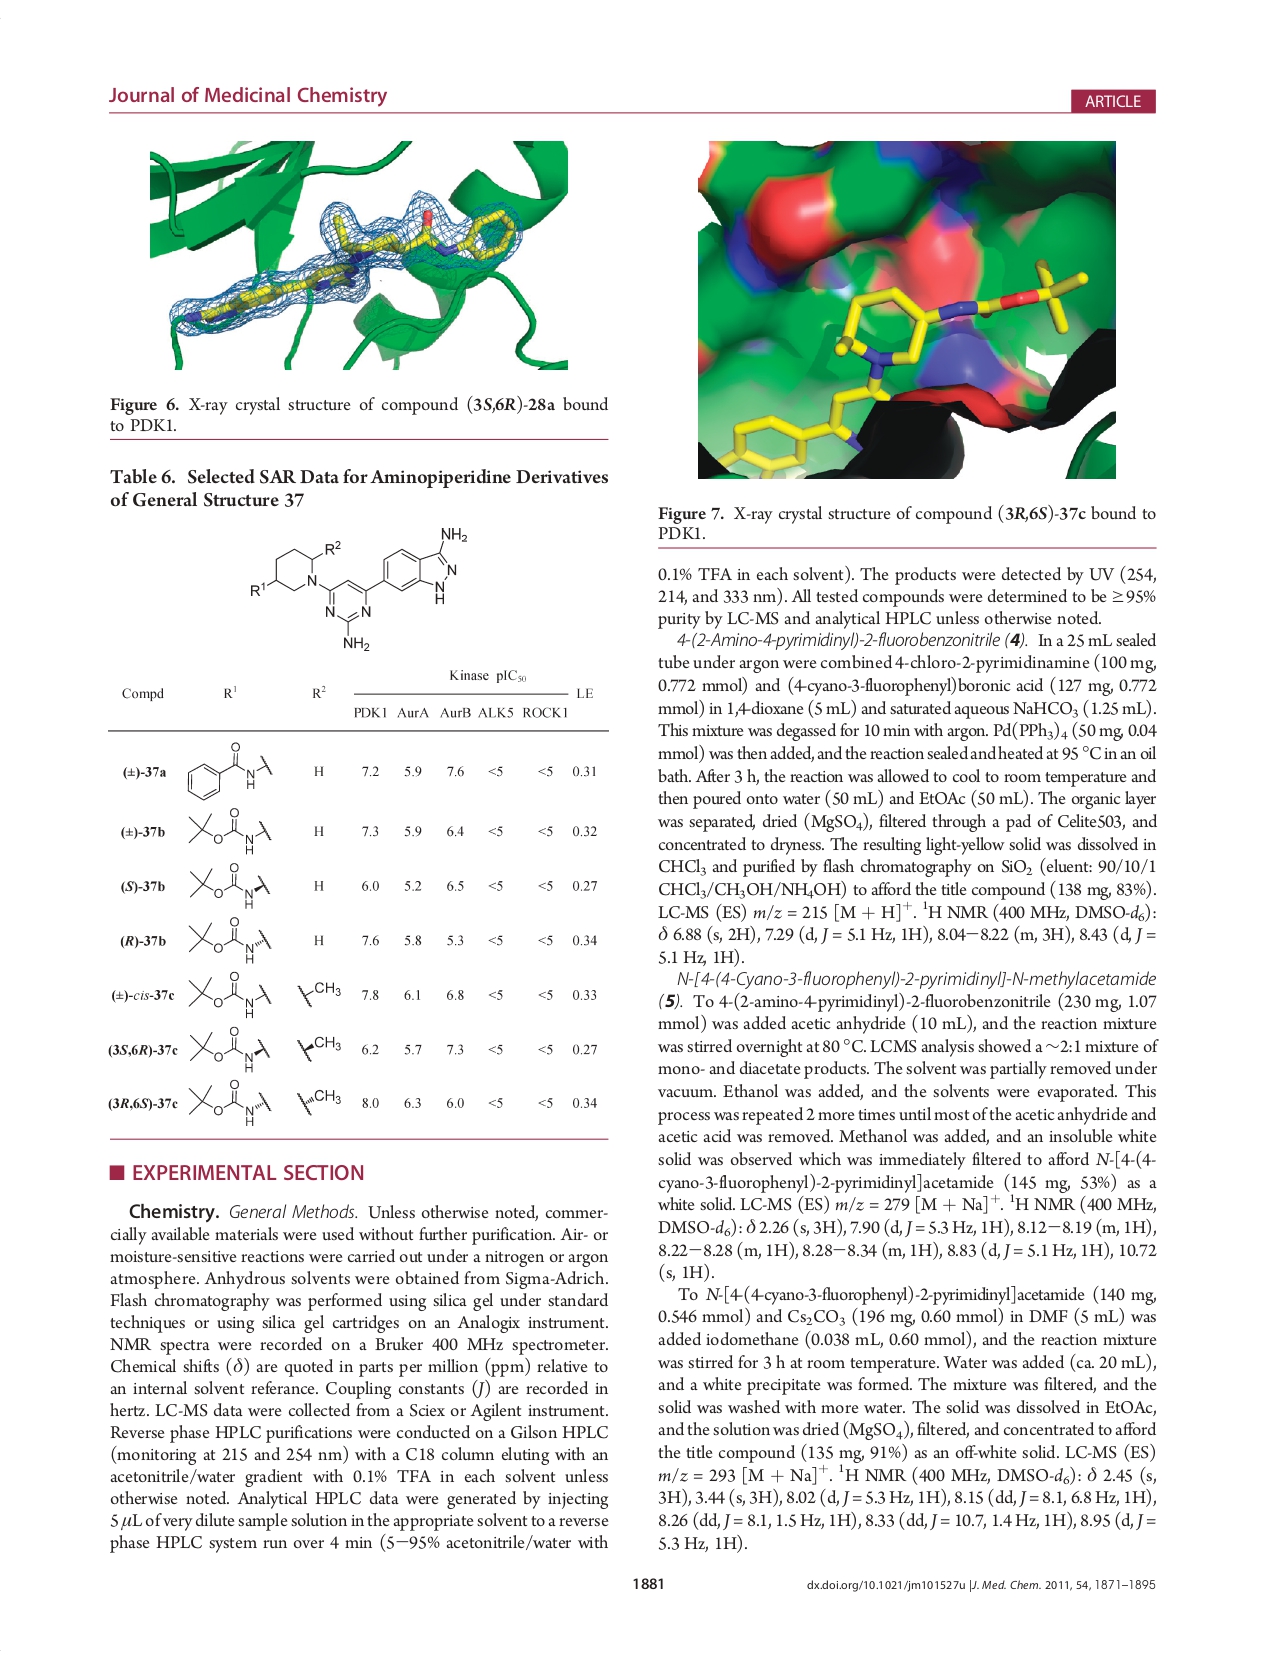 Journal of Medicinal Chemistry
ARTICLE
Figure 6. X-ray crystal structure of compound (3S,6R)-28a bound
to PDK1.
Table 6. Selected SAR Data for Aminopiperidine Derivatives
of General Structure 37
NH2
R2
R1
N
N
N
H
N
N
NH2
Kinase pIC50
Compd R1 R2 LE
PDK1 AurA AurB ALK5 ROCK1
(±)-37a O N H H 7.2 5.9 7.6 <5 <5 0.31
(±)-37b O O N H H 7.3 5.9 6.4 <5 <5 0.32
(S)-37b O O N H H 6.0 5.2 6.5 <5 <5 0.27
(R)-37b O O N H H 7.6 5.8 5.3 <5 <5 0.34
(±)-cis-37c O O N H CH3 7.8 6.1 6.8 <5 <5 0.33
(3S,6R)-37c O O N H CH3 6.2 5.7 7.3 <5 <5 0.27
(3R,6S)-37c O O N H CH3 8.0 6.3 6.0 <5 <5 0.34
■ EXPERIMENTAL SECTION
Chemistry. General Methods. Unless otherwise noted, commer-
cially available materials were used without further purification. Air- or
moisture-sensitive reactions were carried out under a nitrogen or argon
atmosphere. Anhydrous solvents were obtained from Sigma-Adrich.
Flash chromatography was performed using silica gel under standard
techniques or using silica gel cartridges on an Analogix instrument.
NMR spectra were recorded on a Bruker 400 MHz spectrometer.
Chemical shifts (δ) are quoted in parts per million (ppm) relative to
an internal solvent referance. Coupling constants (J) are recorded in
hertz. LC-MS data were collected from a Sciex or Agilent instrument.
Reverse phase HPLC purifications were conducted on a Gilson HPLC
(monitoring at 215 and 254 nm) with a C18 column eluting with an
acetonitrile/water gradient with 0.1% TFA in each solvent unless
otherwise noted. Analytical HPLC data were generated by injecting
5 μL of very dilute sample solution in the appropriate solvent to a reverse
phase HPLC system run over 4 min (5−95% acetonitrile/water with
Figure 7. X-ray crystal structure of compound (3R,6S)-37c bound to
PDK1.
0.1% TFA in each solvent). The products were detected by UV (254,
214, and 333 nm). All tested compounds were determined to be ≥95%
purity by LC-MS and analytical HPLC unless otherwise noted.
4-(2-Amino-4-pyrimidinyl)-2-fluorobenzonitrile (4). In a 25 mL sealed
tube under argon were combined 4-chloro-2-pyrimidinamine (100 mg,
0.772 mmol) and (4-cyano-3-fluorophenyl)boronic acid (127 mg, 0.772
mmol) in 1,4-dioxane (5 mL) and saturated aqueous NaHCO3 (1.25 mL).
This mixture was degassed for 10 min with argon. Pd(PPh3)4 (50 mg, 0.04
mmol) was then added, and the reaction sealed and heated at 95 °C in an oil
bath. After 3 h, the reaction was allowed to cool to room temperature and
then poured onto water (50 mL) and EtOAc (50 mL). The organic layer
was separated, dried (MgSO4), filtered through a pad of Celite503, and
concentrated to dryness. The resulting light-yellow solid was dissolved in
CHCl3 and purified by flash chromatography on SiO2 (eluent: 90/10/1
CHCl3/CH3OH/NH4OH) to afford the title compound (138 mg, 83%).
LC-MS (ES) m/z = 215 [M + H]+. 1H NMR (400 MHz, DMSO-d6):
δ 6.88 (s, 2H), 7.29 (d, J = 5.1 Hz, 1H), 8.04−8.22 (m, 3H), 8.43 (d, J =
5.1 Hz, 1H).
N-[4-(4-Cyano-3-fluorophenyl)-2-pyrimidinyl]-N-methylacetamide
(5). To 4-(2-amino-4-pyrimidinyl)-2-fluorobenzonitrile (230 mg, 1.07
mmol) was added acetic anhydride (10 mL), and the reaction mixture
was stirred overnight at 80 °C. LCMS analysis showed a ∼2:1 mixture of
mono- and diacetate products. The solvent was partially removed under
vacuum. Ethanol was added, and the solvents were evaporated. This
process was repeated 2 more times until most of the acetic anhydride and
acetic acid was removed. Methanol was added, and an insoluble white
solid was observed which was immediately filtered to afford N-[4-(4-
cyano-3-fluorophenyl)-2-pyrimidinyl]acetamide (145 mg, 53%) as a
white solid. LC-MS (ES) m/z = 279 [M + Na]+. 1H NMR (400 MHz,
DMSO-d6): δ 2.26 (s, 3H), 7.90 (d, J = 5.3 Hz, 1H), 8.12−8.19 (m, 1H),
8.22−8.28 (m, 1H), 8.28−8.34 (m, 1H), 8.83 (d, J = 5.1 Hz, 1H), 10.72
(s, 1H).
To N-[4-(4-cyano-3-fluorophenyl)-2-pyrimidinyl]acetamide (140 mg,
0.546 mmol) and Cs2CO3 (196 mg, 0.60 mmol) in DMF (5 mL) was
added iodomethane (0.038 mL, 0.60 mmol), and the reaction mixture
was stirred for 3 h at room temperature. Water was added (ca. 20 mL),
and a white precipitate was formed. The mixture was filtered, and the
solid was washed with more water. The solid was dissolved in EtOAc,
and the solution was dried (MgSO4), filtered, and concentrated to afford
the title compound (135 mg, 91%) as an off-white solid. LC-MS (ES)
m/z = 293 [M + Na]+. 1H NMR (400 MHz, DMSO-d6): δ 2.45 (s,
3H), 3.44 (s, 3H), 8.02 (d, J = 5.3 Hz, 1H), 8.15 (dd, J = 8.1, 6.8 Hz, 1H),
8.26 (dd, J = 8.1, 1.5 Hz, 1H), 8.33 (dd, J = 10.7, 1.4 Hz, 1H), 8.95 (d, J =
5.3 Hz, 1H).
1881
dx.doi.org/10.1021/jm101527u |J. Med. Chem. 2011, 54, 1871–1895